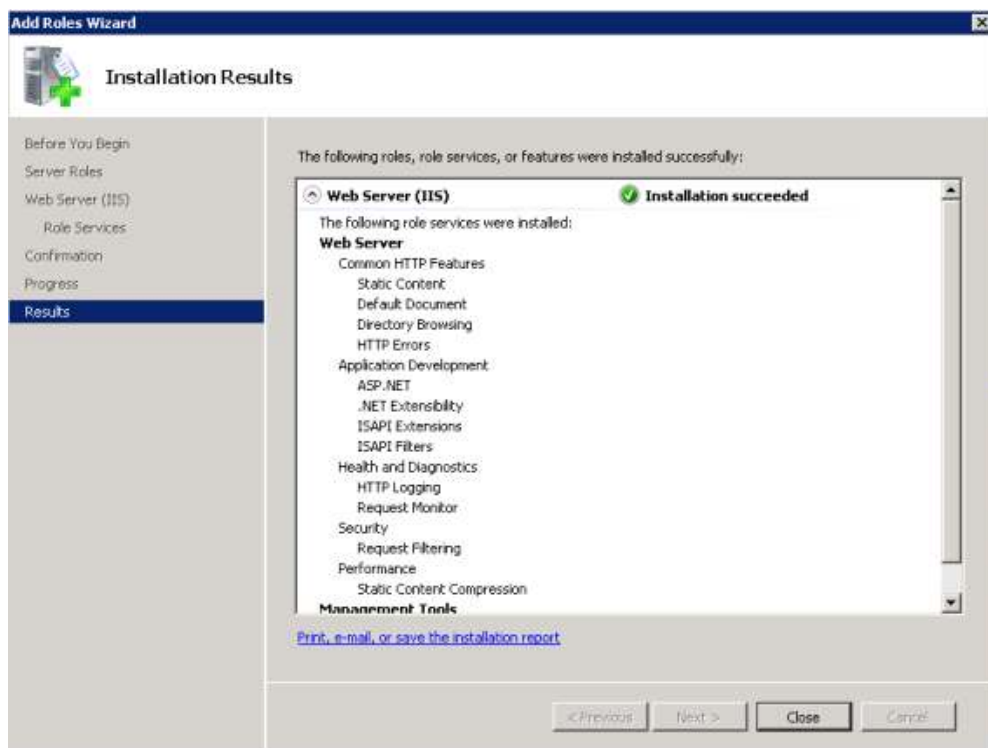 Add Roles Wizard
Installation Results
Before You Begin
Server Roles
Web Server (IIS)
Role Services
Confirmation
Progress
Results
The following roles, role services, or features were installed successfully:
Web Server (IIS) Installation succeeded
The following role services were installed:
Web Server
Common HTTP Features
Static Content
Default Document
Directory Browsing
HTTP Errors
Application Development
ASP.NET
.NET Extensibility
ISAPI Extensions
ISAPI Filters
Health and Diagnostics
HTTP Logging
Request Monitor
Security
Request Filtering
Performance
Static Content Compression
Management Tools
Print, e-mail, or save the installation report
< Previous Next > Close Cancel